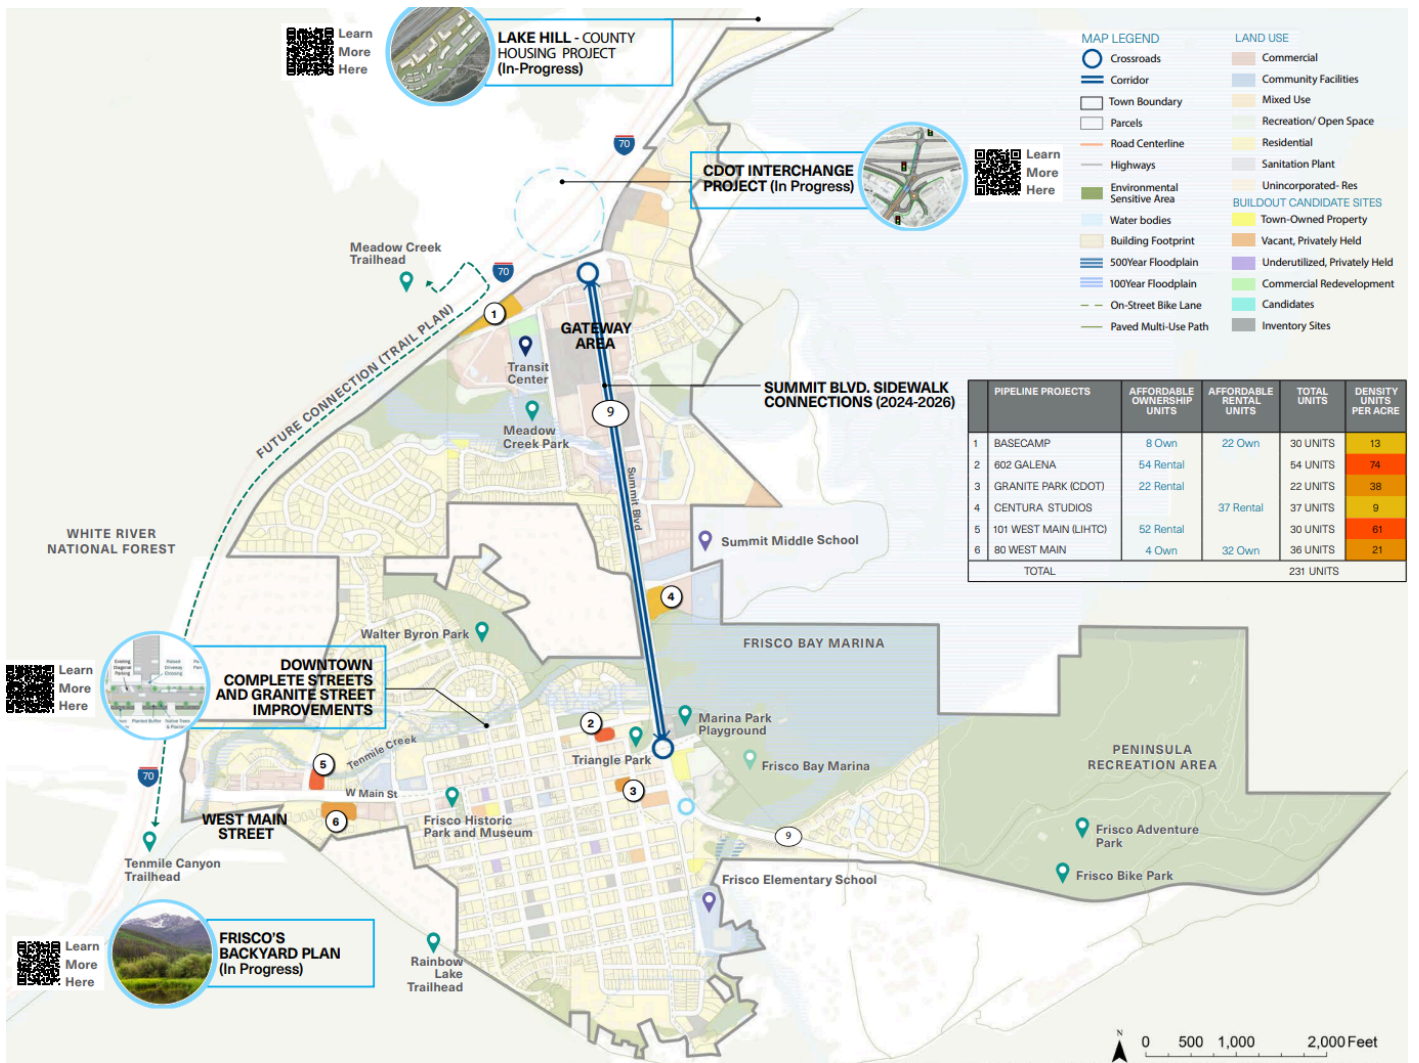 Learn
More
Here
LAKE HILL - COUNTY
HOUSING PROJECT
(In-Progress)
70
CDOT INTERCHANGE
PROJECT (In Progress)
Learn
More
Here
MAP LEGEND
Crossroads
Corridor
Town Boundary
Parcels
Road Centerline
Highways
Environmental
Sensitive Area
Water bodies
Building Footprint
500Year Floodplain
100Year Floodplain
On-Street Bike Lane
Paved Multi-Use Path
LAND USE
Commercial
Community Facilities
Mixed Use
Recreation/ Open Space
Residential
Sanitation Plant
Unincorporated- Res
BUILDOUT CANDIDATE SITES
Town-Owned Property
Vacant, Privately Held
Underutilized, Privately Held
Commercial Redevelopment
Candidates
Inventory Sites
Meadow Creek
Trailhead
70
1
GATEWAY
AREA
Transit
Center
FUTURE CONNECTION (TRAIL PLAN)
Meadow
Creek Park
9
SUMMIT BLVD. SIDEWALK
CONNECTIONS (2024-2026)
Summit Blvd
PIPELINE PROJECTS AFFORDABLE OWNERSHIP UNITS AFFORDABLE RENTAL UNITS TOTAL UNITS DENSITY UNITS PER ACRE
1 BASECAMP 8 Own 22 Own 30 UNITS 13
2 602 GALENA 54 Rental 54 UNITS 74
3 GRANITE PARK (CDOT) 22 Rental 22 UNITS 38
4 CENTURA STUDIOS 37 Rental 37 UNITS 9
5 101 WEST MAIN (LIHTC) 52 Rental 30 UNITS 61
6 80 WEST MAIN 4 Own 32 Own 36 UNITS 21
TOTAL 231 UNITS
WHITE RIVER
NATIONAL FOREST
Summit Middle School
4
Walter Byron Park
FRISCO BAY MARINA
Learn
More
Here
Existing
Diagonal
Parking
Raised
Driveway
Crossing
Planted Buffer
DOWNTOWN
COMPLETE STREETS
AND GRANITE STREET
IMPROVEMENTS
Marina Park
Playground
2
Triangle Park
Tenmile Creek
Frisco Bay Marina
PENINSULA
RECREATION AREA
5
70
W Main St
3
WEST MAIN
STREET
6
Frisco Historic
Park and Museum
9
Frisco Adventure
Park
Tenmile Canyon
Trailhead
Frisco Bike Park
Frisco Elementary School
Learn
More
Here
FRISCO'S
BACKYARD PLAN
(In Progress)
Rainbow
Lake
Trailhead
N
0 500 1,000 2,000 Feet